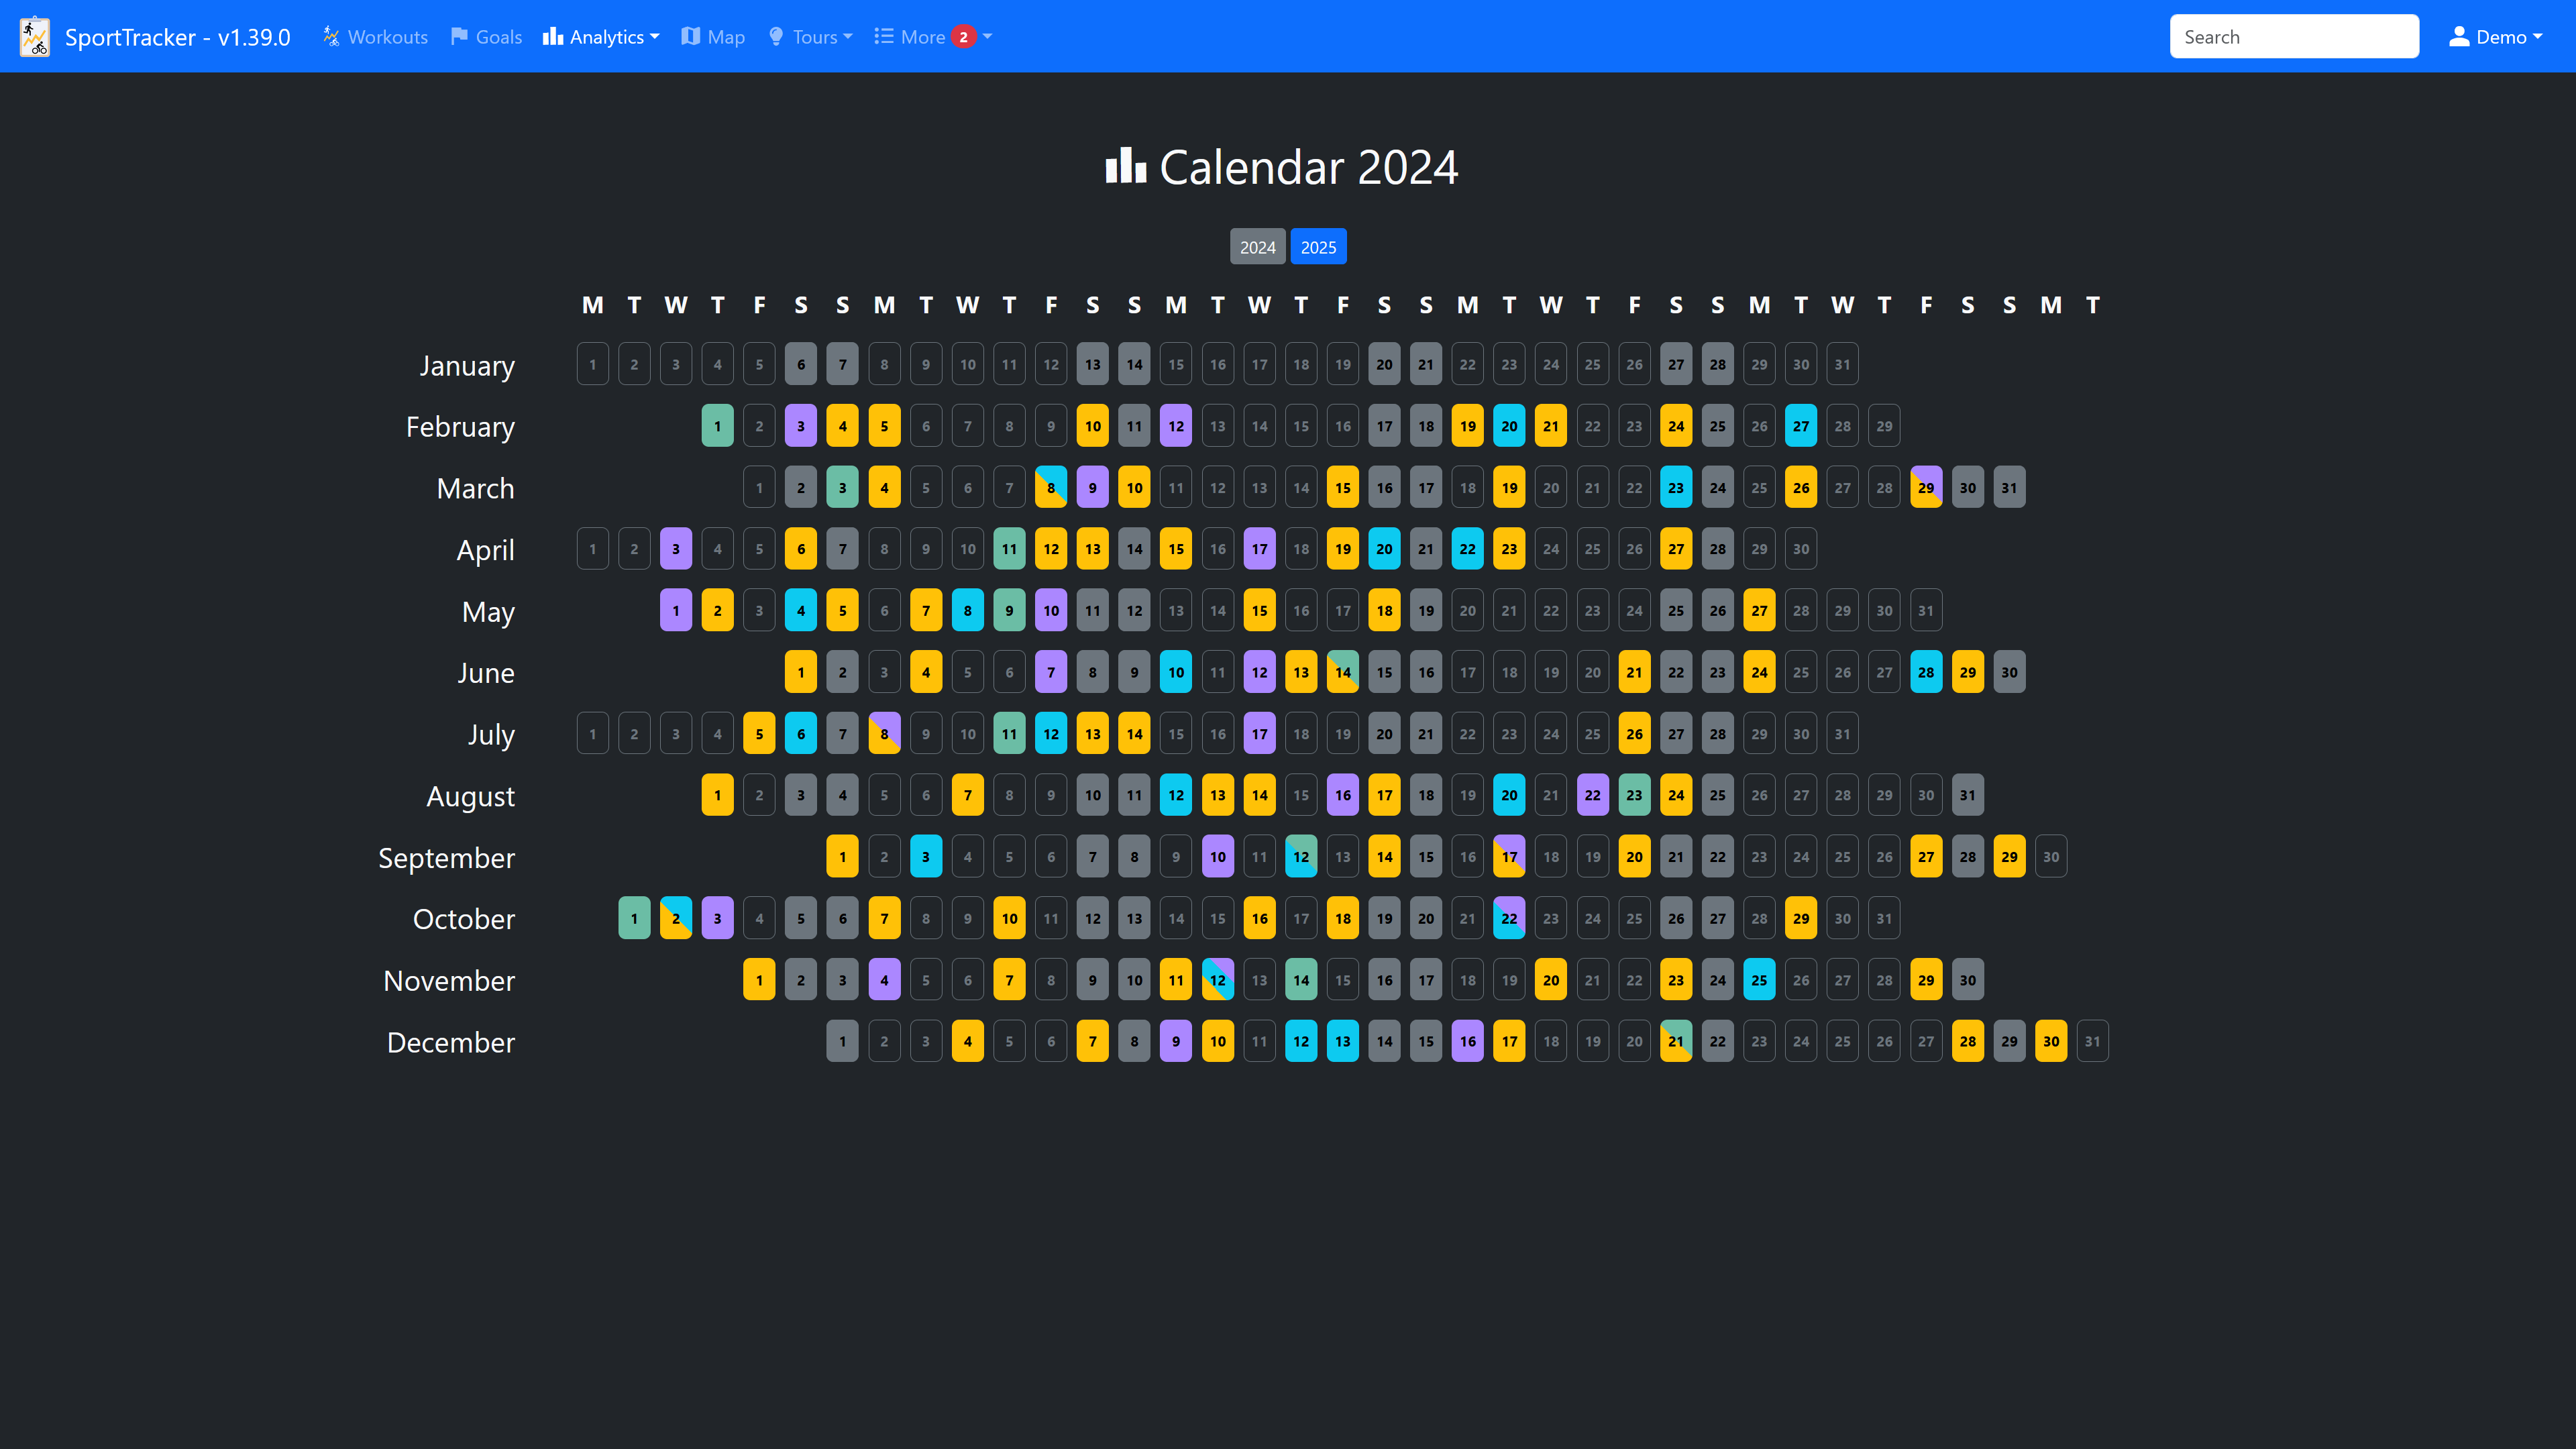 SportTracker - v1.39.0 Workouts Goals Analytics Map Tours More 2 Search Demo
Calendar 2024
2024 2025
M T W T F S S M T W T F S S M T W T F S S M T W T F S S M T W T F S S M T
January 1 2 3 4 5 6 7 8 9 10 11 12 13 14 15 16 17 18 19 20 21 22 23 24 25 26 27 28 29 30 31
February 1 2 3 4 5 6 7 8 9 10 11 12 13 14 15 16 17 18 19 20 21 22 23 24 25 26 27 28 29
March 1 2 3 4 5 6 7 8 9 10 11 12 13 14 15 16 17 18 19 20 21 22 23 24 25 26 27 28 29 30 31
April 1 2 3 4 5 6 7 8 9 10 11 12 13 14 15 16 17 18 19 20 21 22 23 24 25 26 27 28 29 30
May 1 2 3 4 5 6 7 8 9 10 11 12 13 14 15 16 17 18 19 20 21 22 23 24 25 26 27 28 29 30 31
June 1 2 3 4 5 6 7 8 9 10 11 12 13 14 15 16 17 18 19 20 21 22 23 24 25 26 27 28 29 30
July 1 2 3 4 5 6 7 8 9 10 11 12 13 14 15 16 17 18 19 20 21 22 23 24 25 26 27 28 29 30 31
August 1 2 3 4 5 6 7 8 9 10 11 12 13 14 15 16 17 18 19 20 21 22 23 24 25 26 27 28 29 30 31
September 1 2 3 4 5 6 7 8 9 10 11 12 13 14 15 16 17 18 19 20 21 22 23 24 25 26 27 28 29 30
October 1 2 3 4 5 6 7 8 9 10 11 12 13 14 15 16 17 18 19 20 21 22 23 24 25 26 27 28 29 30 31
November 1 2 3 4 5 6 7 8 9 10 11 12 13 14 15 16 17 18 19 20 21 22 23 24 25 26 27 28 29 30
December 1 2 3 4 5 6 7 8 9 10 11 12 13 14 15 16 17 18 19 20 21 22 23 24 25 26 27 28 29 30 31